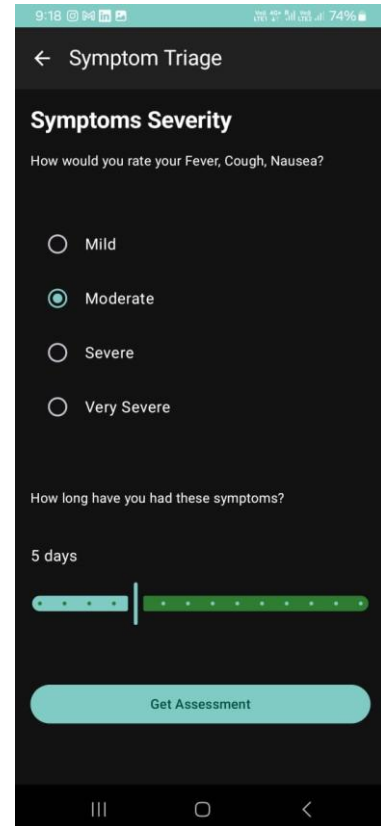 9:18 74%
Symptom Triage
Symptoms Severity
How would you rate your Fever, Cough, Nausea?
Mild
Moderate
Severe
Very Severe
How long have you had these symptoms?
5 days
Get Assessment